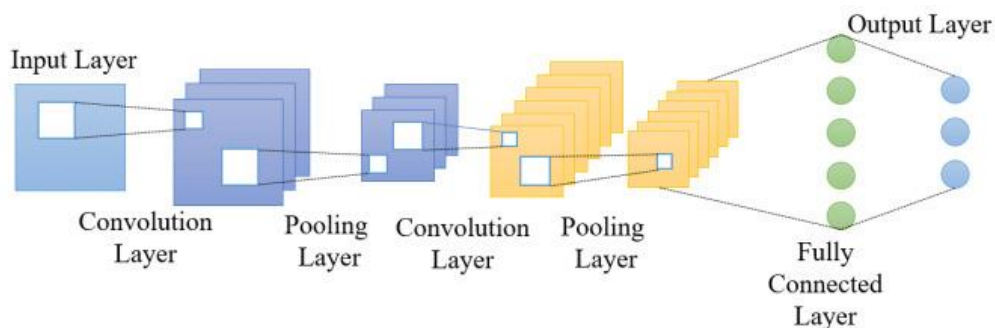 Input Layer
Output Layer
Convolution
Layer
Pooling
Layer
Convolution
Layer
Pooling
Layer
Fully
Connected
Layer